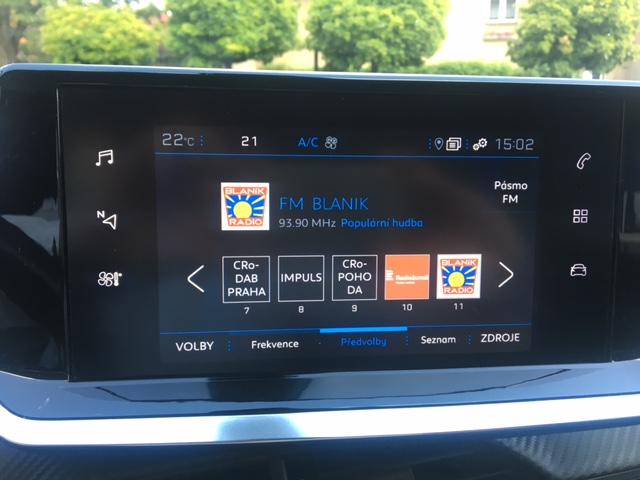 22°C 21 A/C 15:02
N
BLANIK
RADIO
FM BLANIK
93.90 MHz Populární hudba
Pásmo
FM
CRo-
DAB
PRAHA
7
IMPULS
8
CRo-
POHO
DA
9
Radiožurnál
10
BLANIK
RADIO
11
VOLBY Frekvence Předvolby Seznam ZDROJE